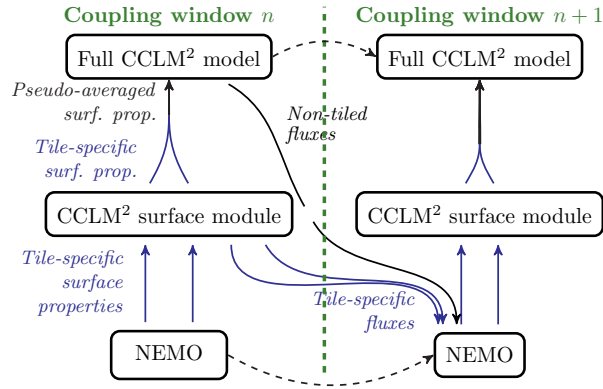 Coupling window n
Coupling window n + 1
Full CCLM² model
Full CCLM² model
Pseudo-averaged
surf. prop.
Non-tiled
fluxes
Tile-specific
surf. prop.
CCLM² surface module
CCLM² surface module
Tile-specific
surface
properties
Tile-specific
fluxes
NEMO
NEMO